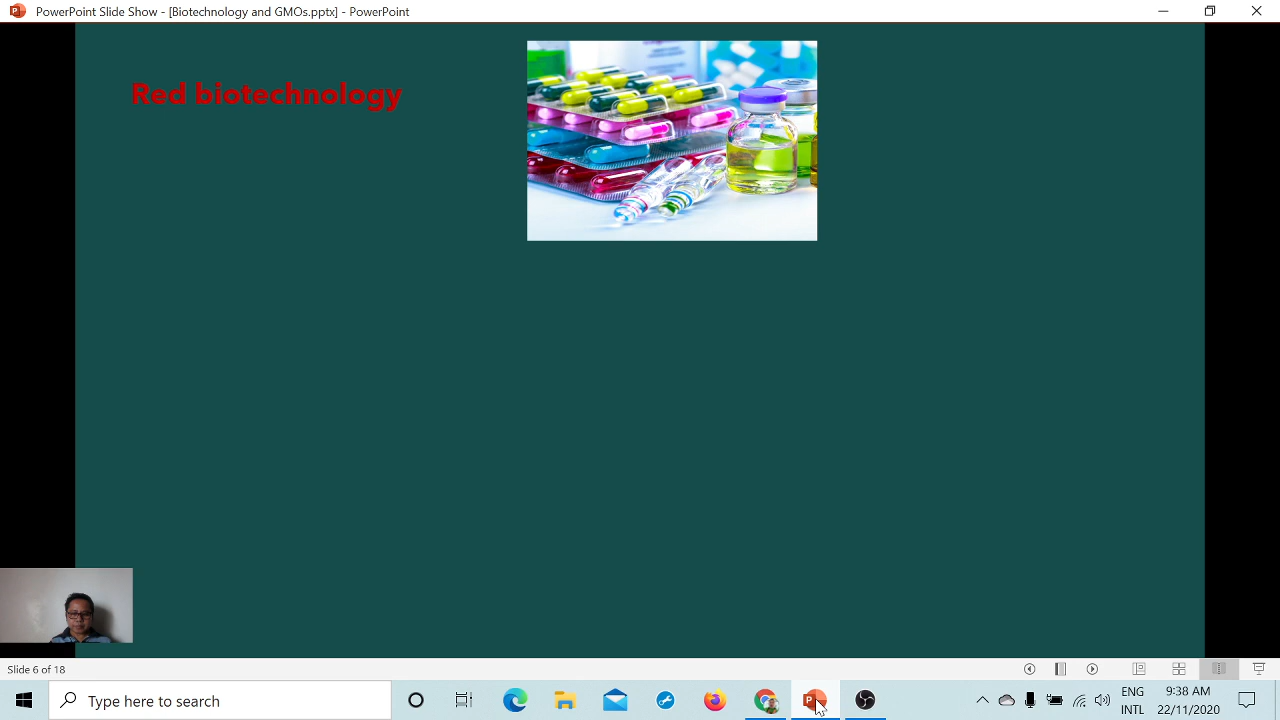 PowerPoint Slide Show - [Biotechnology and GMOs.pptx] - PowerPoint
Red biotechnology
Slide 6 of 18
Type here to search
ENG
INTL
9:38 AM
22/11/2020